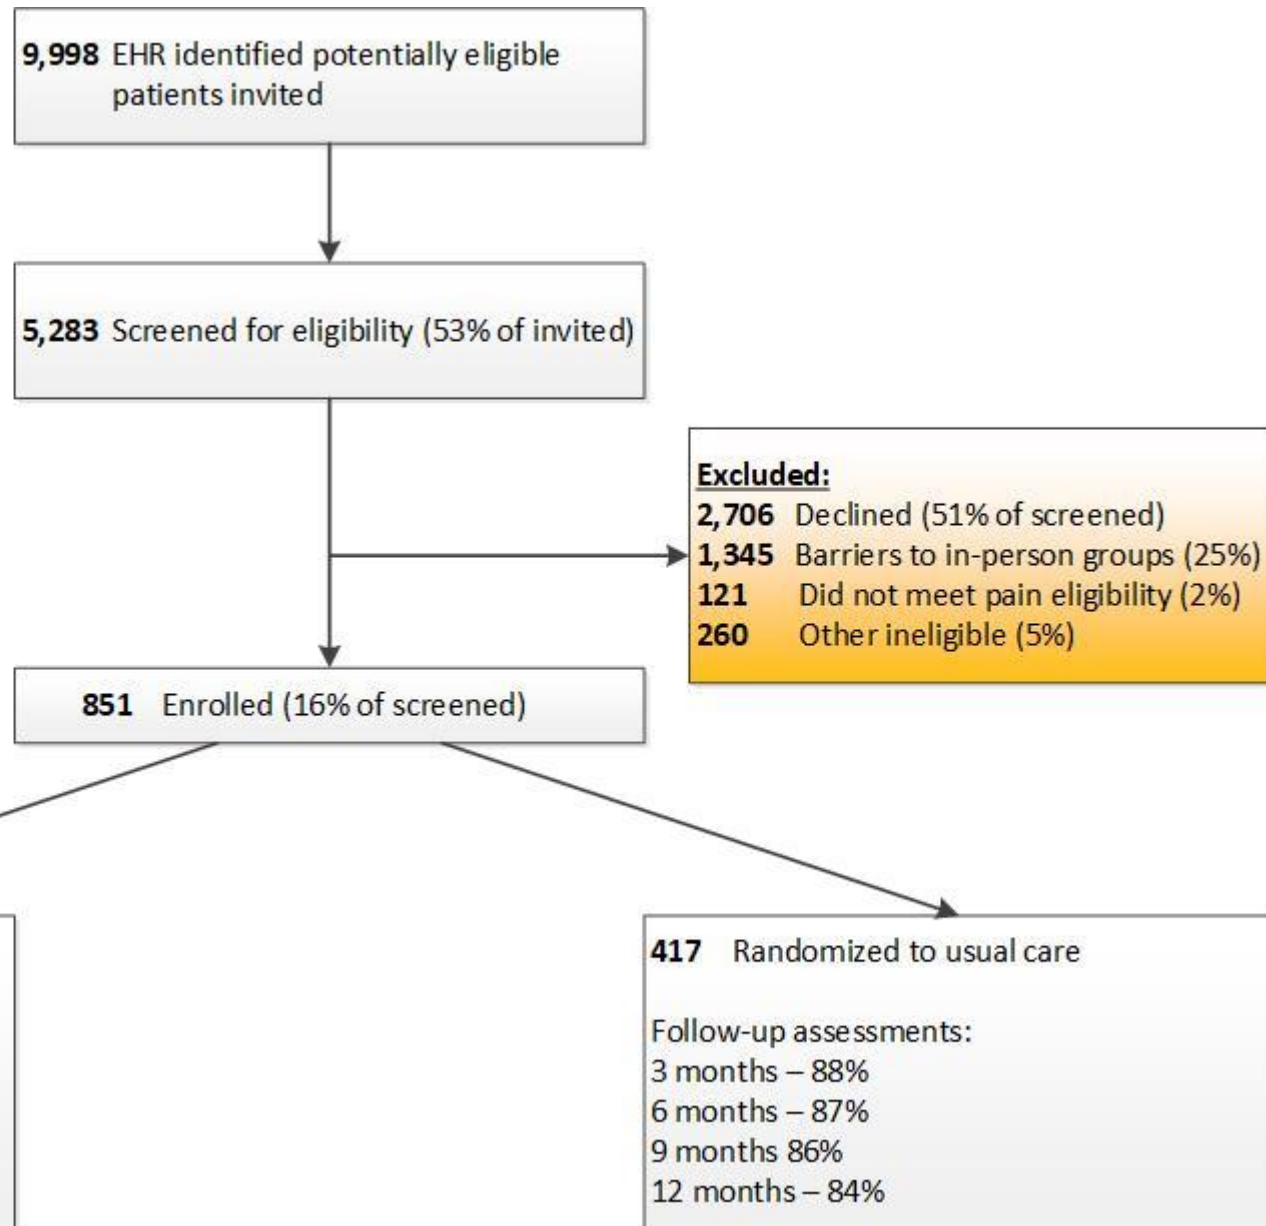 9,998 EHR identified potentially eligible
patients invited
5,283 Screened for eligibility (53% of invited)
Excluded:
2,706 Declined (51% of screened)
1,345 Barriers to in-person groups (25%)
121 Did not meet pain eligibility (2%)
260 Other ineligible (5%)
851 Enrolled (16% of screened)
417 Randomized to usual care
Follow-up assessments:
3 months – 88%
6 months – 87%
9 months 86%
12 months – 84%